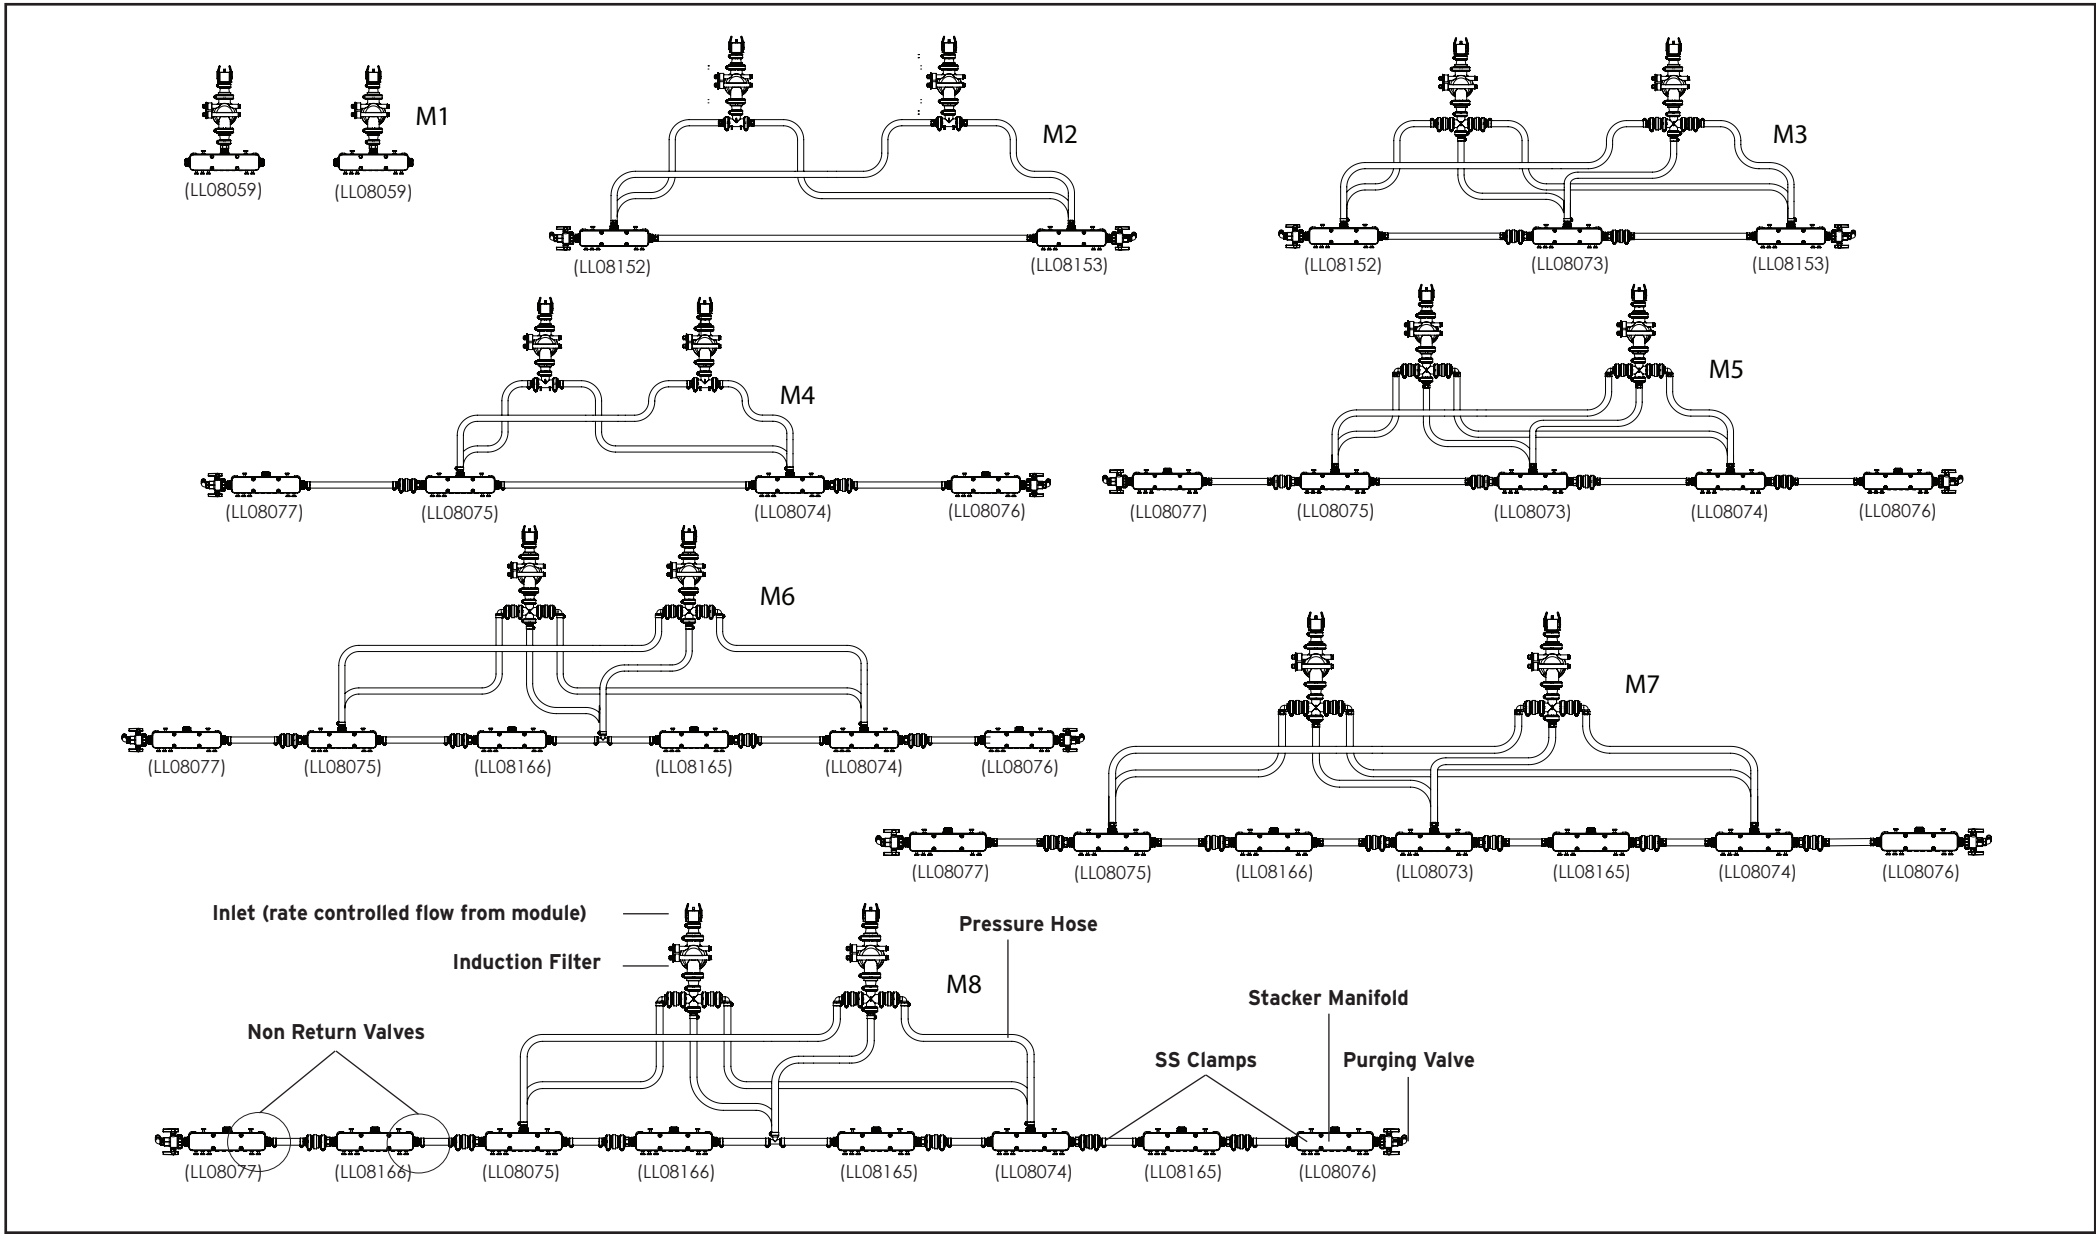 M1
(LL08059)
(LL08059)
M2
(LL08152)
(LL08153)
M3
(LL08152)
(LL08073)
(LL08153)
M4
(LL08077)
(LL08075)
(LL08074)
(LL08076)
M5
(LL08077)
(LL08075)
(LL08073)
(LL08074)
(LL08076)
M6
(LL08077)
(LL08075)
(LL08166)
(LL08165)
(LL08074)
(LL08076)
M7
(LL08077)
(LL08075)
(LL08166)
(LL08073)
(LL08165)
(LL08074)
(LL08076)
Inlet (rate controlled flow from module)
Induction Filter
Pressure Hose
M8
Stacker Manifold
Non Return Valves
SS Clamps
Purging Valve
(LL08077)
(LL08166)
(LL08075)
(LL08166)
(LL08165)
(LL08074)
(LL08165)
(LL08076)